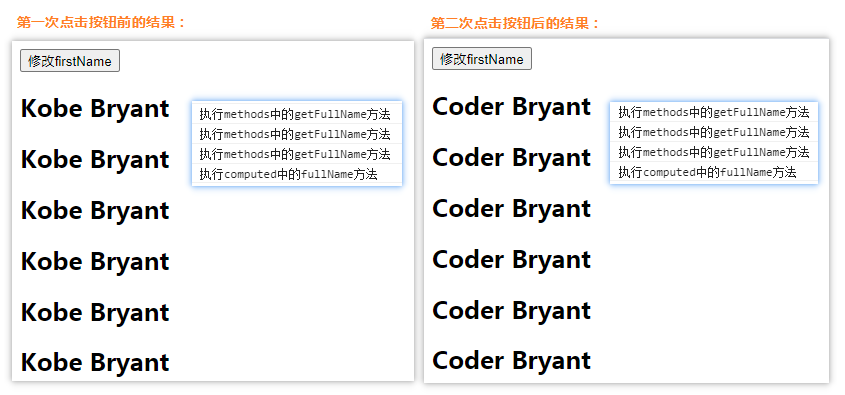 第一次点击按钮前的结果：
修改firstName
Kobe Bryant
执行methods中的getFullName方法
执行methods中的getFullName方法
执行methods中的getFullName方法
执行computed中的fullName方法
Kobe Bryant
Kobe Bryant
Kobe Bryant
Kobe Bryant
Kobe Bryant
第二次点击按钮后的结果：
修改firstName
Coder Bryant
执行methods中的getFullName方法
执行methods中的getFullName方法
执行methods中的getFullName方法
执行computed中的fullName方法
Coder Bryant
Coder Bryant
Coder Bryant
Coder Bryant
Coder Bryant